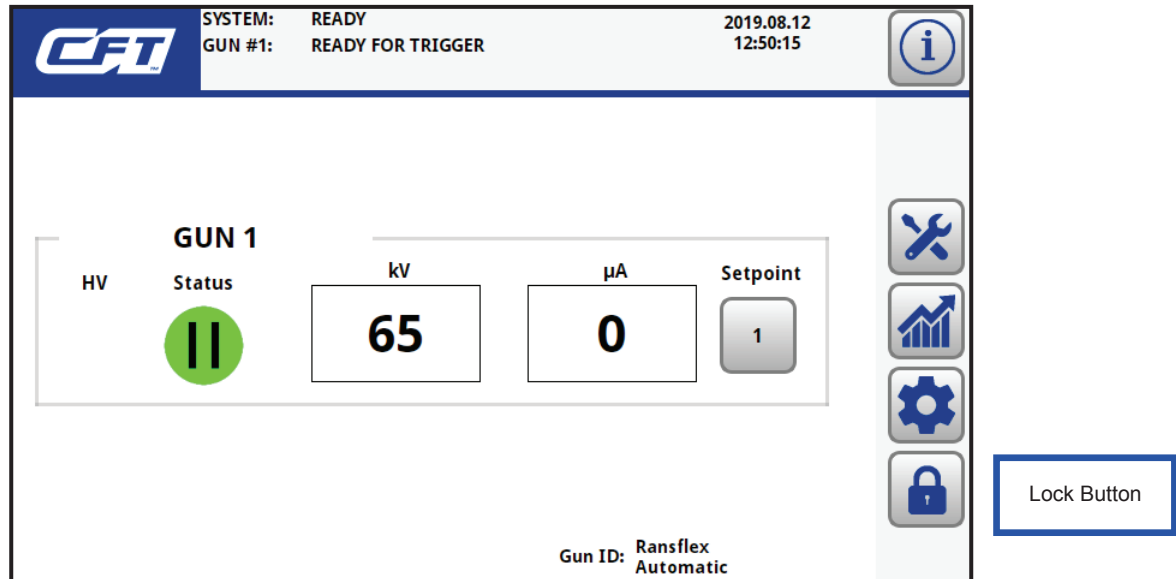 CFT
SYSTEM: READY
GUN #1: READY FOR TRIGGER
2019.08.12
12:50:15
i
GUN 1
HV Status kV µA Setpoint
65 0 1
Lock Button
Gun ID: Ransflex
Automatic